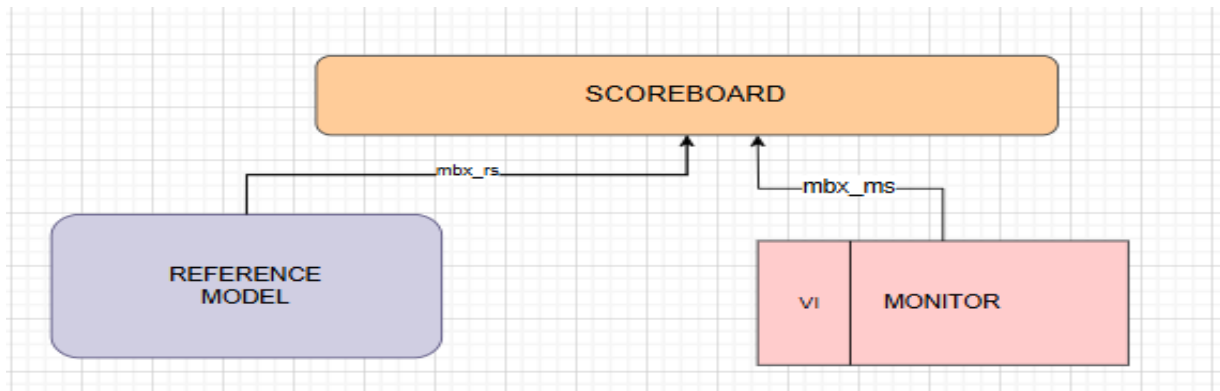 SCOREBOARD
mbx_rs
mbx_ms
REFERENCE
MODEL
VI
MONITOR